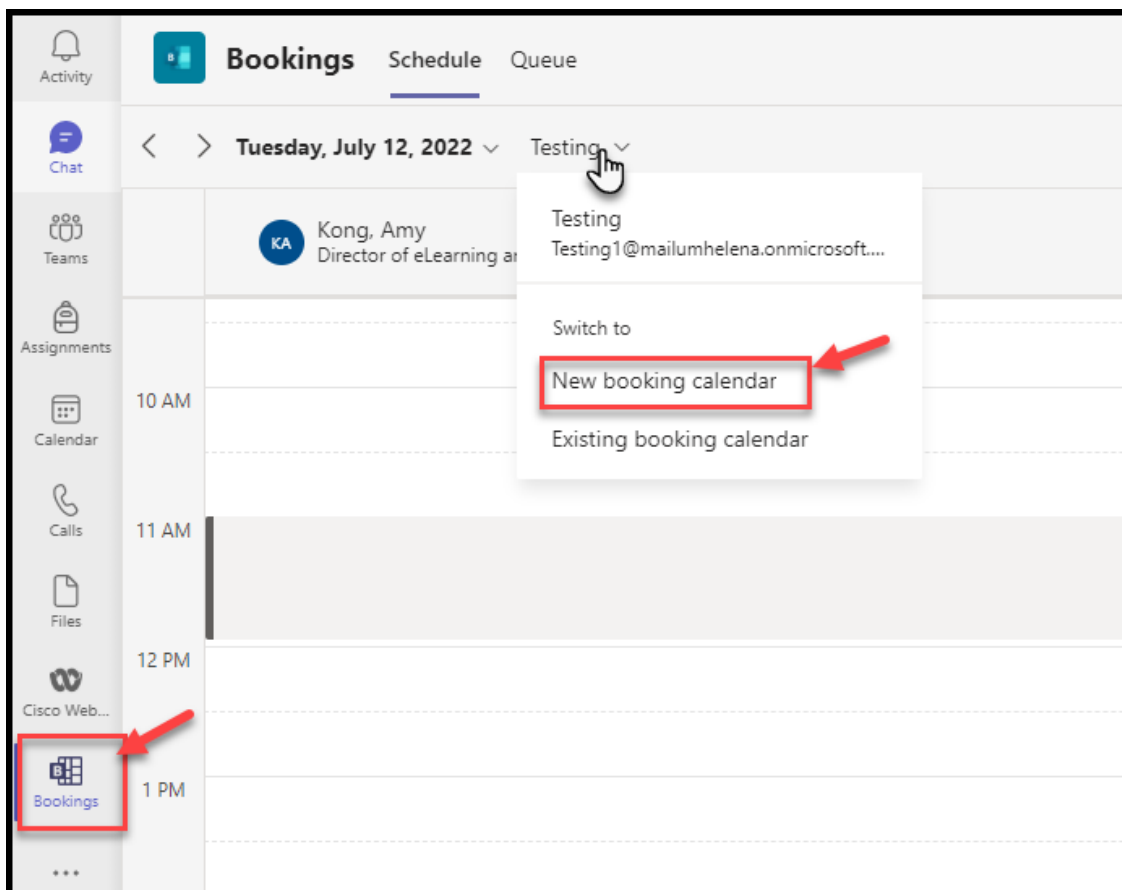 Activity
Chat
Teams
Assignments
Calendar
Calls
Files
Cisco Web...
Bookings
...
Bookings Schedule Queue
Tuesday, July 12, 2022 Testing
KA
Kong, Amy
Director of eLearning
Testing
Testing1@mailumhelena.onmicrosoft....
Switch to
New booking calendar
Existing booking calendar
10 AM
11 AM
12 PM
1 PM